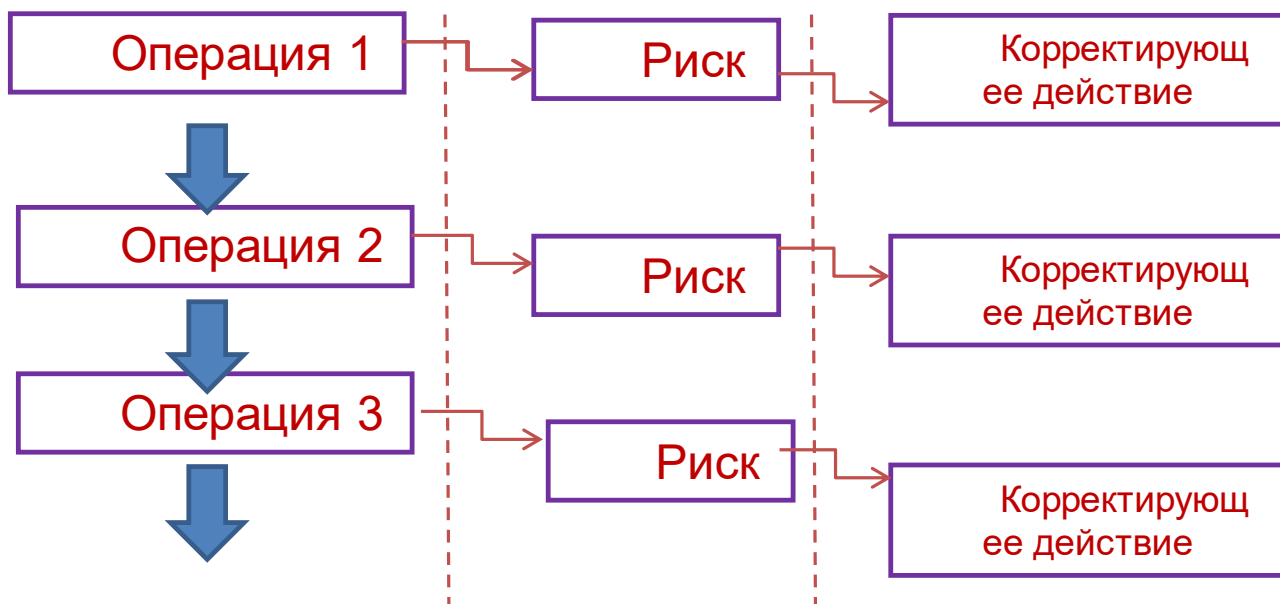 Операция 1
Риск
Корректирующ
ее действие
Операция 2
Риск
Корректирующ
ее действие
Операция 3
Риск
Корректирующ
ее действие